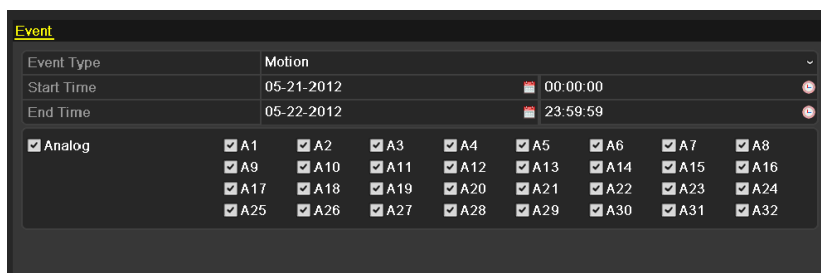 Event
Event Type Motion
Start Time 05-21-2012 00:00:00
End Time 05-22-2012 23:59:59
Analog A1 A2 A3 A4 A5 A6 A7 A8
A9 A10 A11 A12 A13 A14 A15 A16
A17 A18 A19 A20 A21 A22 A23 A24
A25 A26 A27 A28 A29 A30 A31 A32